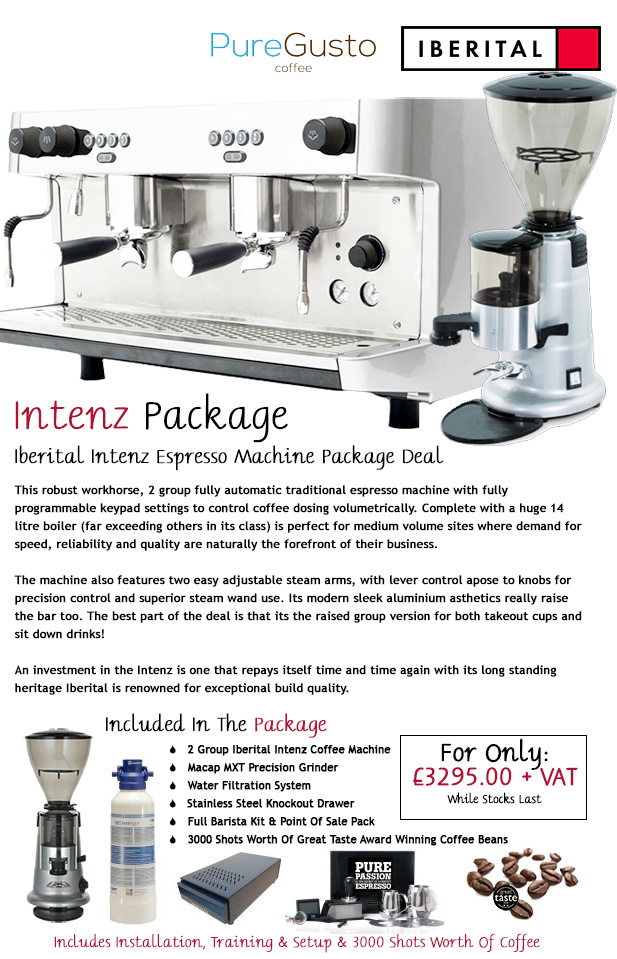 PureGusto
coffee
IBERITAL
Intenz Package
Iberital Intenz Espresso Machine Package Deal
This robust workhorse, 2 group fully automatic traditional espresso machine with fully
programmable keypad settings to control coffee dosing volumetrically. Complete with a huge 14
litre boiler (far exceeding others in its class) is perfect for medium volume sites where demand for
speed, reliability and quality are naturally the forefront of their business.
The machine also features two easy adjustable steam arms, with lever control apose to knobs for
precision control and superior steam wand use. Its modern sleek aluminium asthetics really raise
the bar too. The best part of the deal is that its the raised group version for both takeout cups and
sit down drinks!
An investment in the Intenz is one that repays itself time and time again with its long standing
heritage Iberital is renowned for exceptional build quality.
Included In The Package
2 Group Iberital Intenz Coffee Machine
Macap MXT Precision Grinder
Water Filtration System
Stainless Steel Knockout Drawer
Full Barista Kit & Point Of Sale Pack
3000 Shots Worth Of Great Taste Award Winning Coffee Beans
For Only:
£3295.00 + VAT
While Stocks Last
PURE
PASSION
ESPRESSO
great
taste
Includes Installation, Training & Setup & 3000 Shots Worth Of Coffee